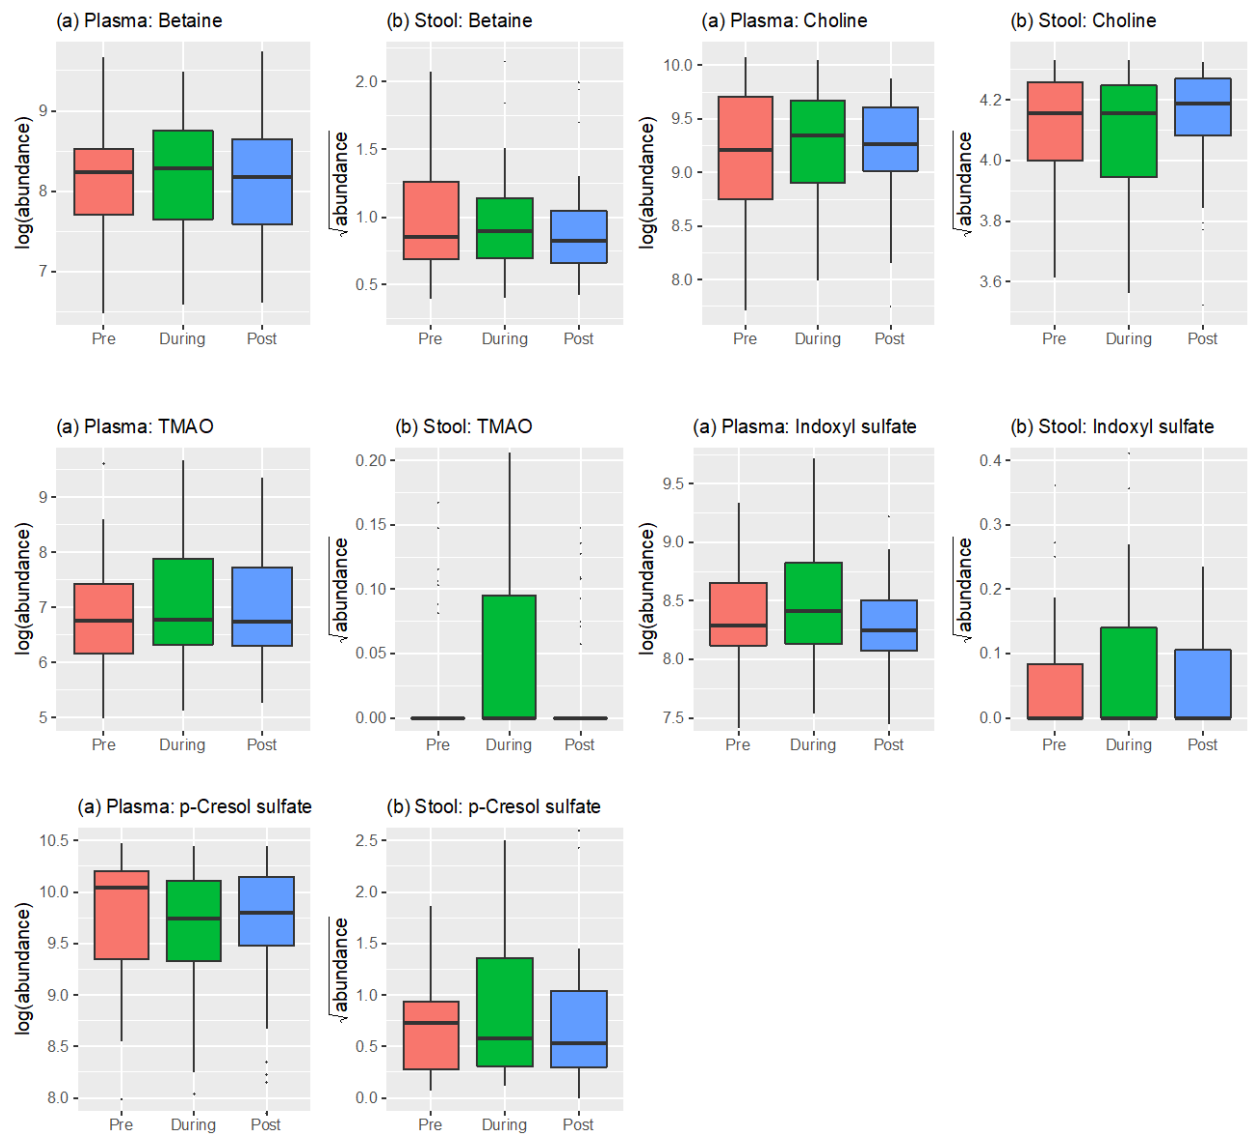 (a) Plasma: Betaine
(b) Stool: Betaine
(a) Plasma: Choline
(b) Stool: Choline
log(abundance)
9
8
7
Pre During Post
√abundance
2.0
1.5
1.0
0.5
Pre During Post
log(abundance)
10.0
9.5
9.0
8.5
8.0
Pre During Post
√abundance
4.2
4.0
3.8
3.6
Pre During Post
(a) Plasma: TMAO
(b) Stool: TMAO
(a) Plasma: Indoxyl sulfate
(b) Stool: Indoxyl sulfate
log(abundance)
9
8
7
6
5
Pre During Post
√abundance
0.20
0.15
0.10
0.05
0.00
Pre During Post
log(abundance)
9.5
9.0
8.5
8.0
7.5
Pre During Post
√abundance
0.4
0.3
0.2
0.1
0.0
Pre During Post
(a) Plasma: p-Cresol sulfate
(b) Stool: p-Cresol sulfate
log(abundance)
10.5
10.0
9.5
9.0
8.5
8.0
Pre During Post
√abundance
2.5
2.0
1.5
1.0
0.5
0.0
Pre During Post